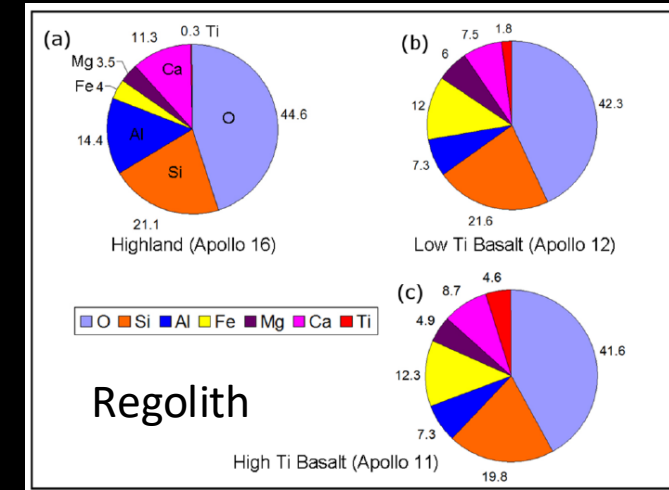 (a)
11.3
0.3 Ti
Mg 3.5
Ca
Fe 4
O
44.6
14.4
Al
Si
21.1
Highland (Apollo 16)
(b)
7.5
1.8
6
12
42.3
7.3
21.6
Low Ti Basalt (Apollo 12)
O Si Al Fe Mg Ca Ti
(c)
8.7
4.6
4.9
41.6
12.3
7.3
19.8
High Ti Basalt (Apollo 11)
Regolith